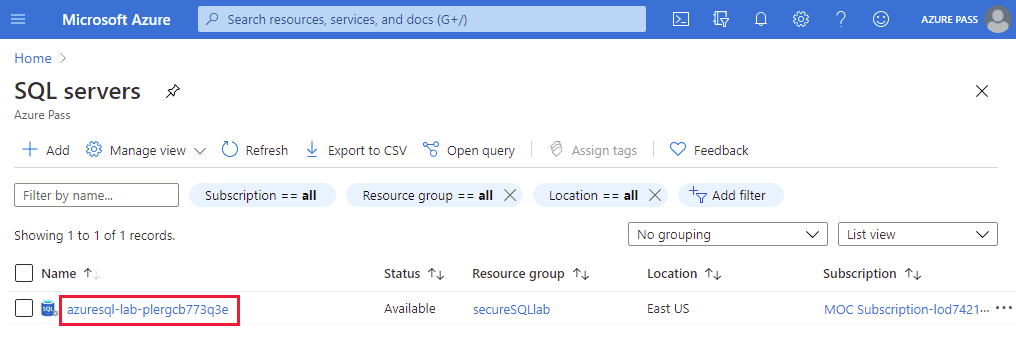 Microsoft Azure Search resources, services, and docs (G+/) AZURE PASS
Home
SQL servers
Azure Pass
Add Manage view Refresh Export to CSV Open query Assign tags Feedback
Filter by name... Subscription == all Resource group == all Location == all Add filter
Showing 1 to 1 of 1 records. No grouping List view
Name Status Resource group Location Subscription
SQL azuresql-lab-plergcb773q3e Available secureSQLlab East US MOC Subscription-lod7421...